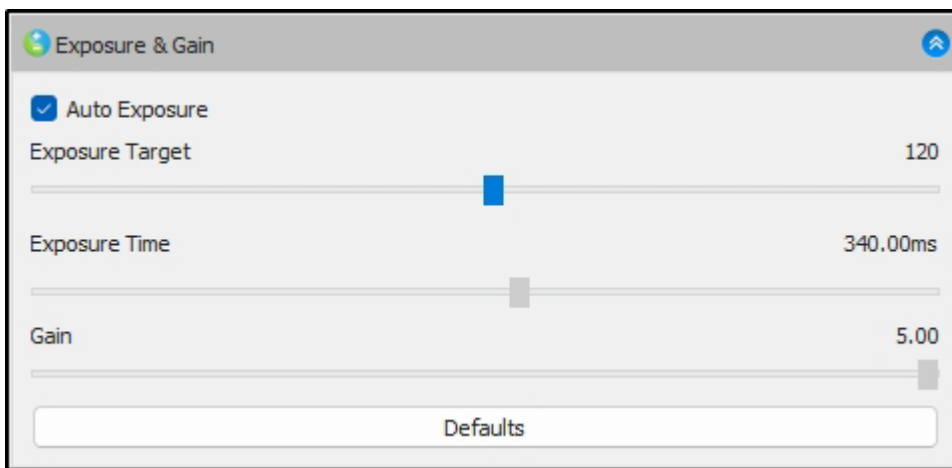 Exposure & Gain
Auto Exposure
Exposure Target 120
Exposure Time 340.00ms
Gain 5.00
Defaults